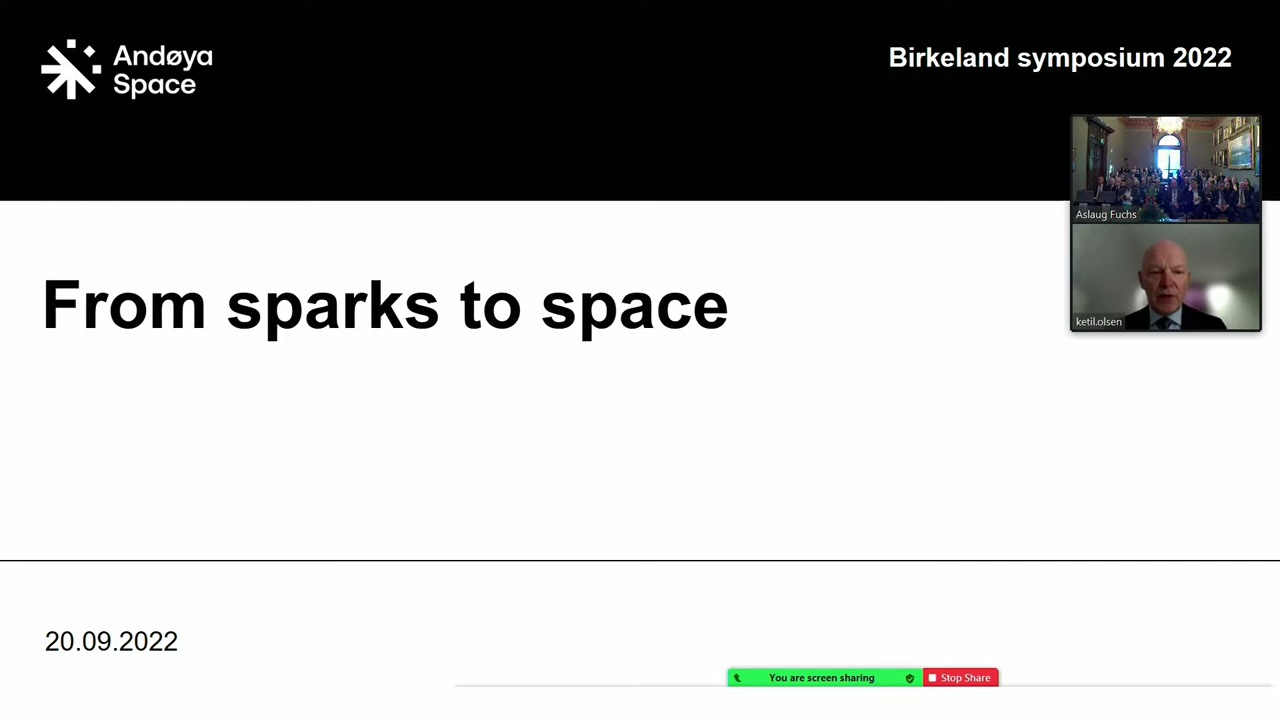 Andøya
Space
Birkeland symposium 2022
Aslaug Fuchs
ketil.olsen
From sparks to space
20.09.2022
You are screen sharing
Stop Share